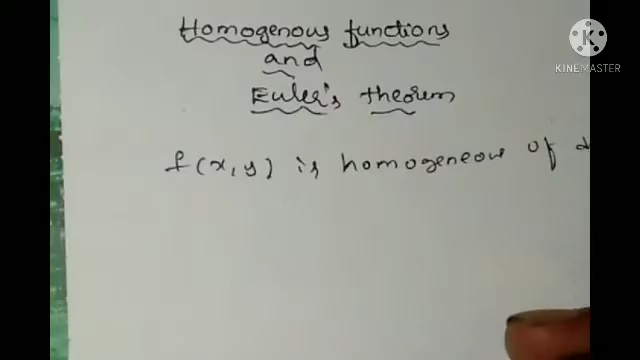 Homogenous functions
and
Euler's theorem
f(x,y) is homogeneous of
KINEMASTER